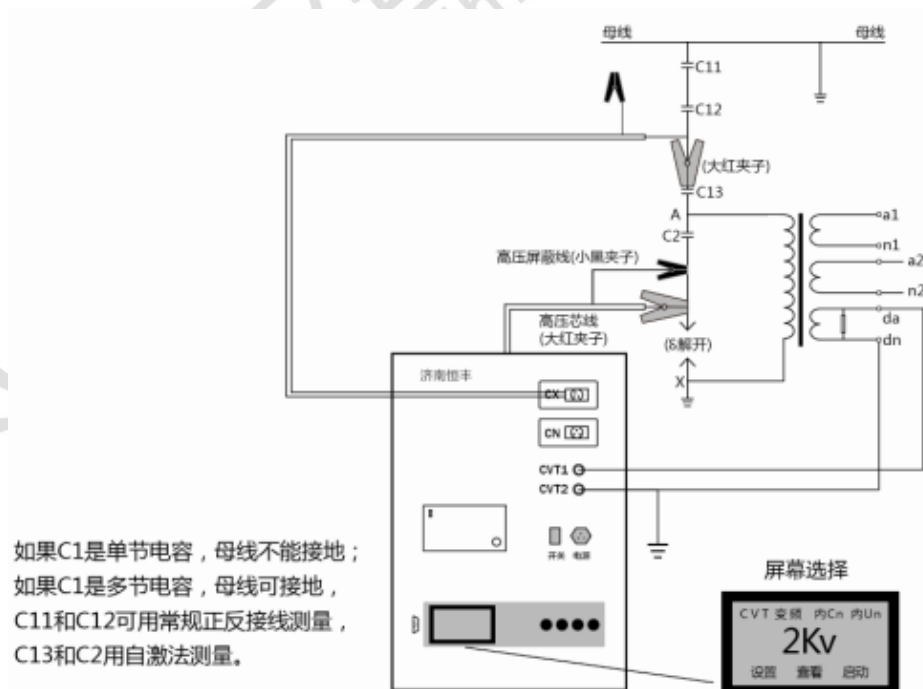 母线
母线
C11
C12
(大红夹子)
C13
A
a1
C2
n1
高压屏蔽线(小黑夹子)
a2
n2
高压芯线
(大红夹子)
da
(δ解开)
dn
济南恒丰
X
CX
CN
CVT1
CVT2
开关 电源
如果C1是单节电容，母线不能接地；
如果C1是多节电容，母线可接地，
C11和C12可用常规正反接线测量，
C13和C2用自激法测量。
屏幕选择
CVT 变频 内Cn 内Un
2Kv
设置 查看 启动